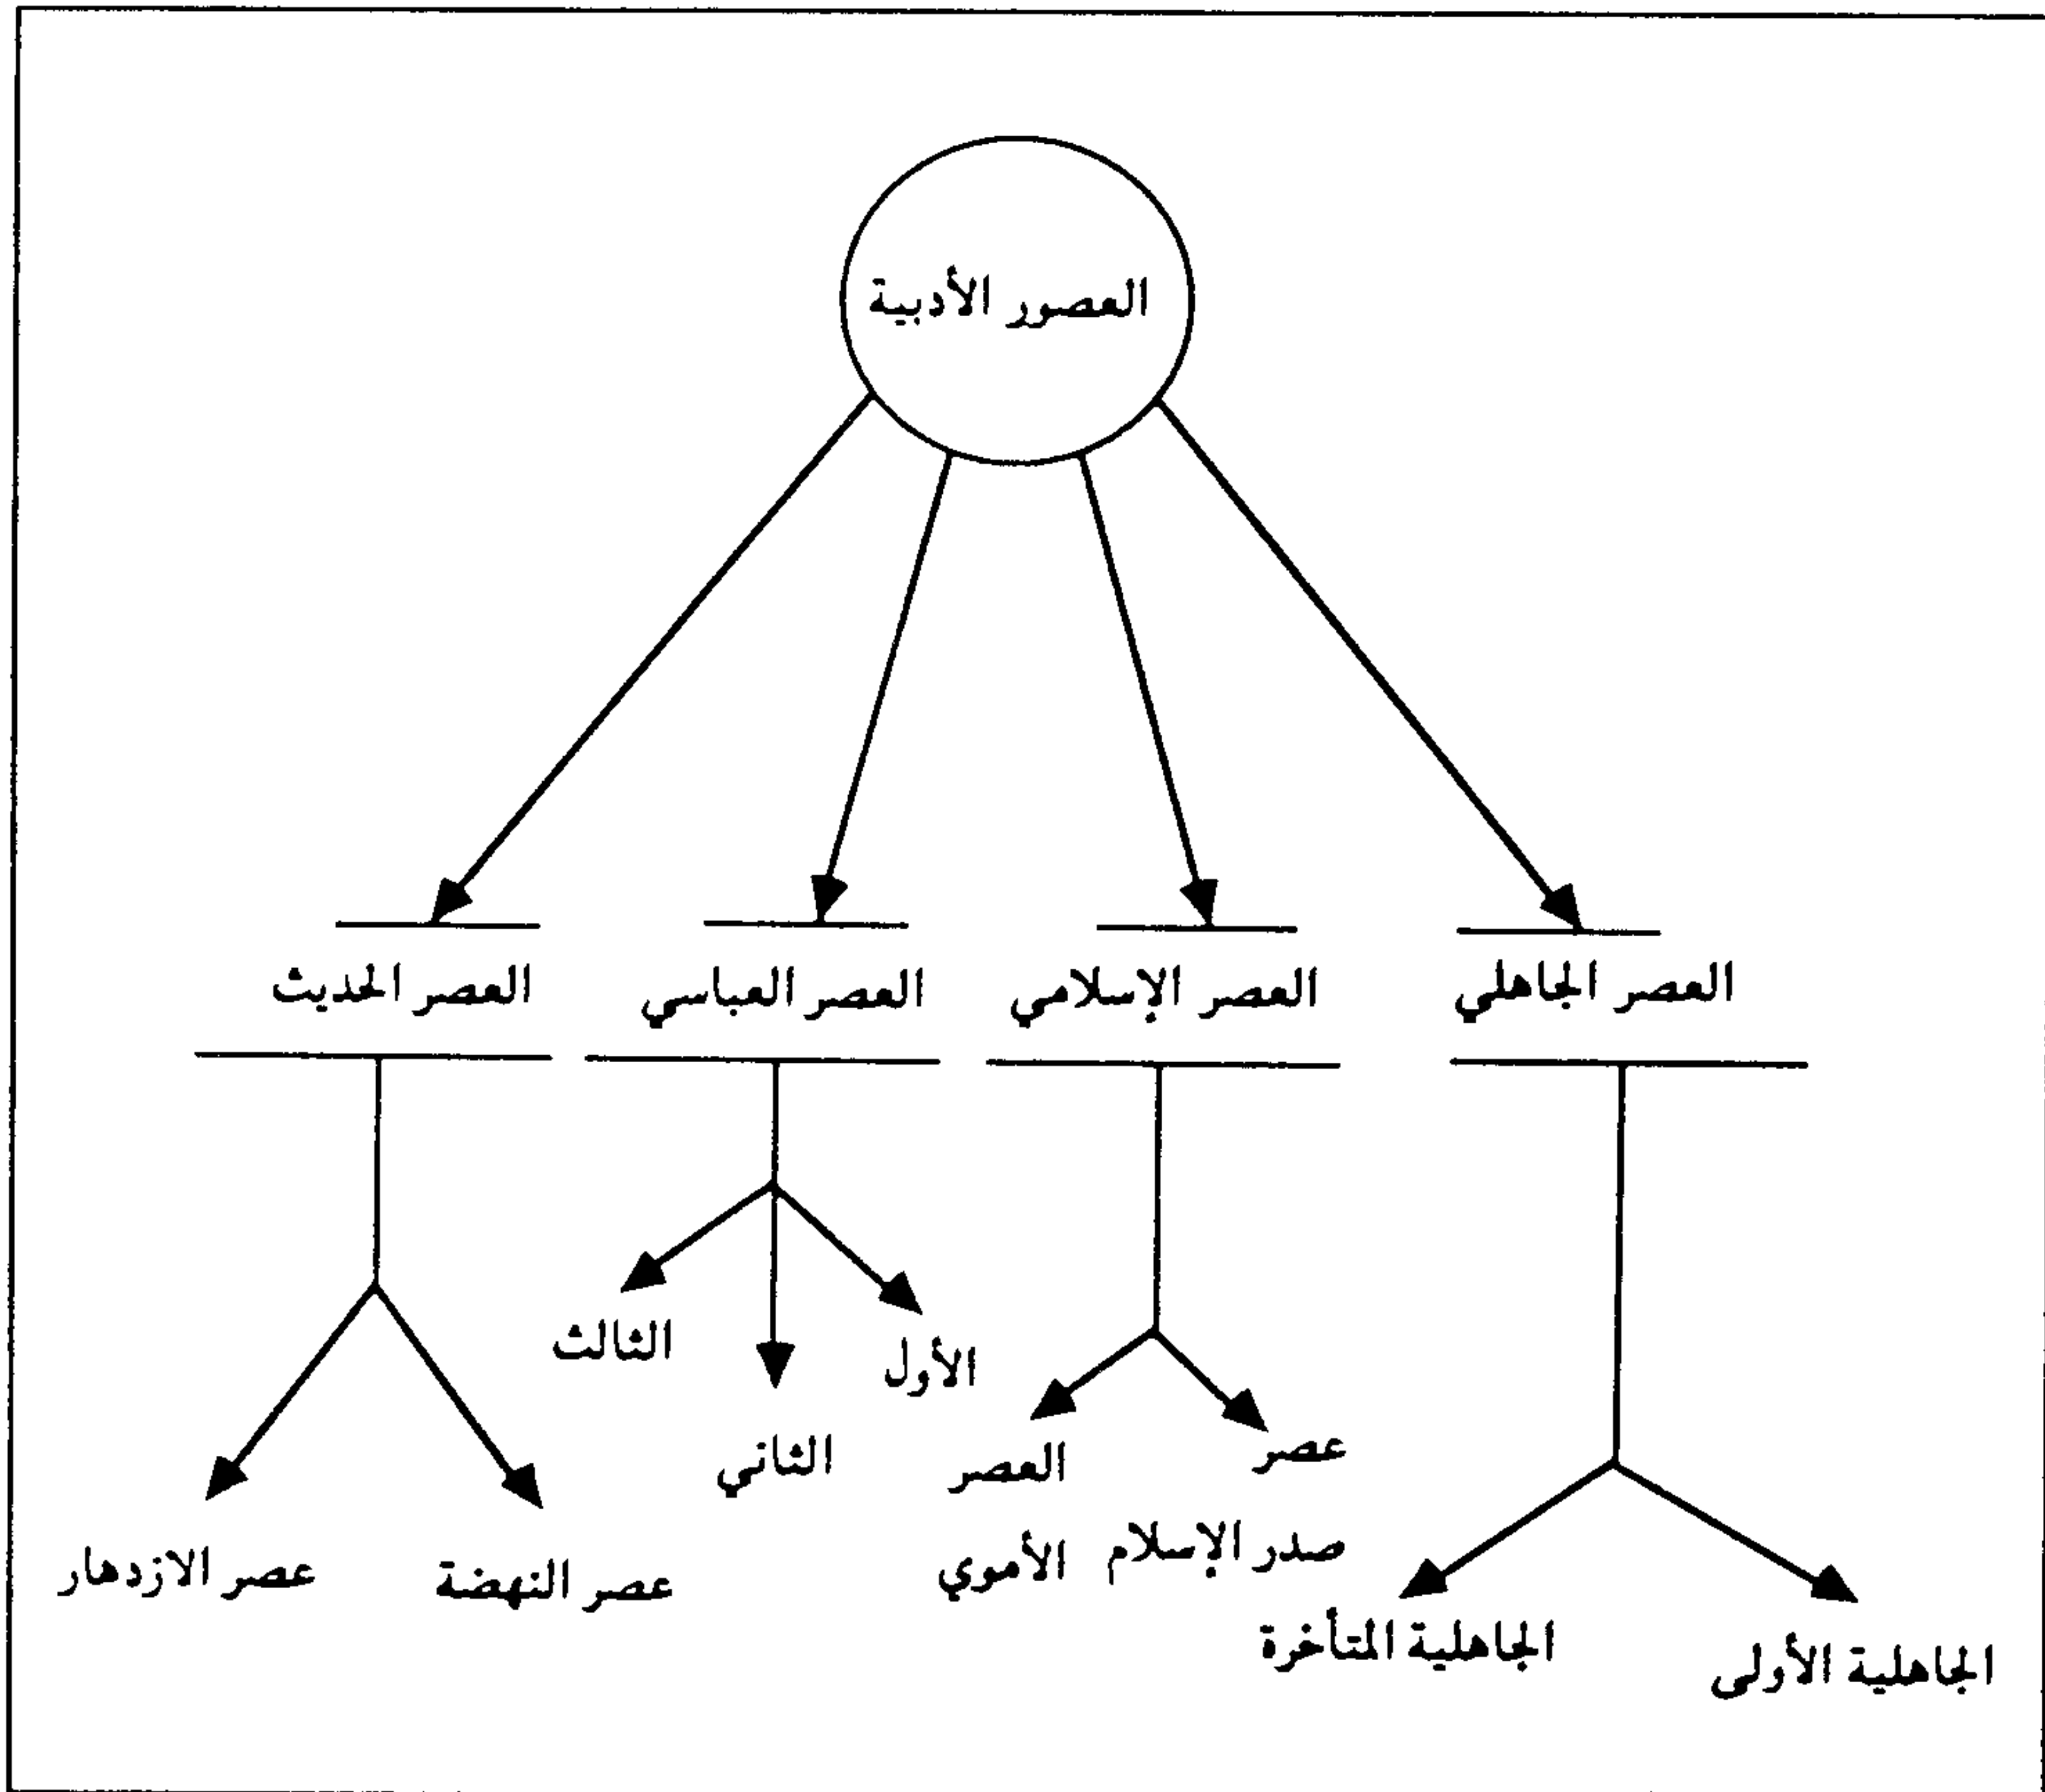 العصور الأدبية
العصر الجاهلي
العصر الإسلامي
العصر العباسي
العصر الحديث
الجاهلية الأولى
الجاهلية المتأخرة
عصر
صدر الإسلام
العصر
الأموي
الأول
الثاني
الثالث
عصر النهضة
عصر الازدهار